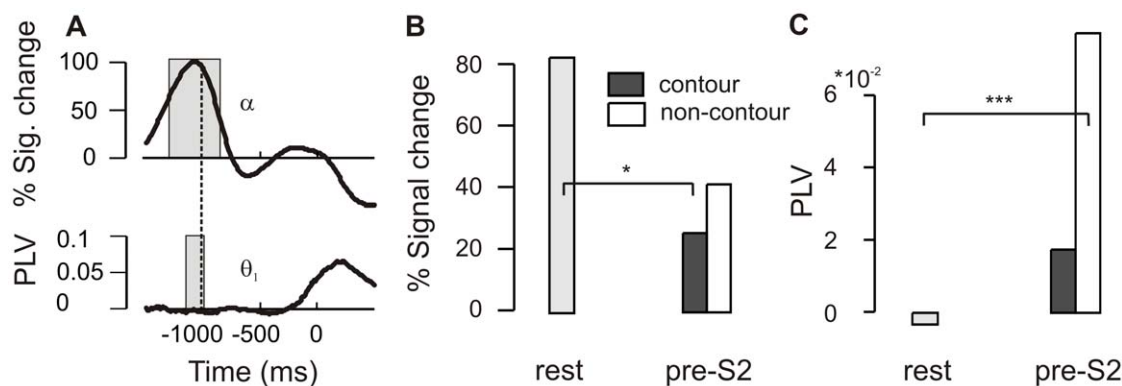 A
% Sig. change
100
50
0
α
PLV
0.1
0.05
0
θ1
-1000
-500
0
Time (ms)
B
% Signal change
80
60
40
20
0
contour
non-contour
*
rest
pre-S2
C
*10-2
PLV
6
4
2
0
***
rest
pre-S2